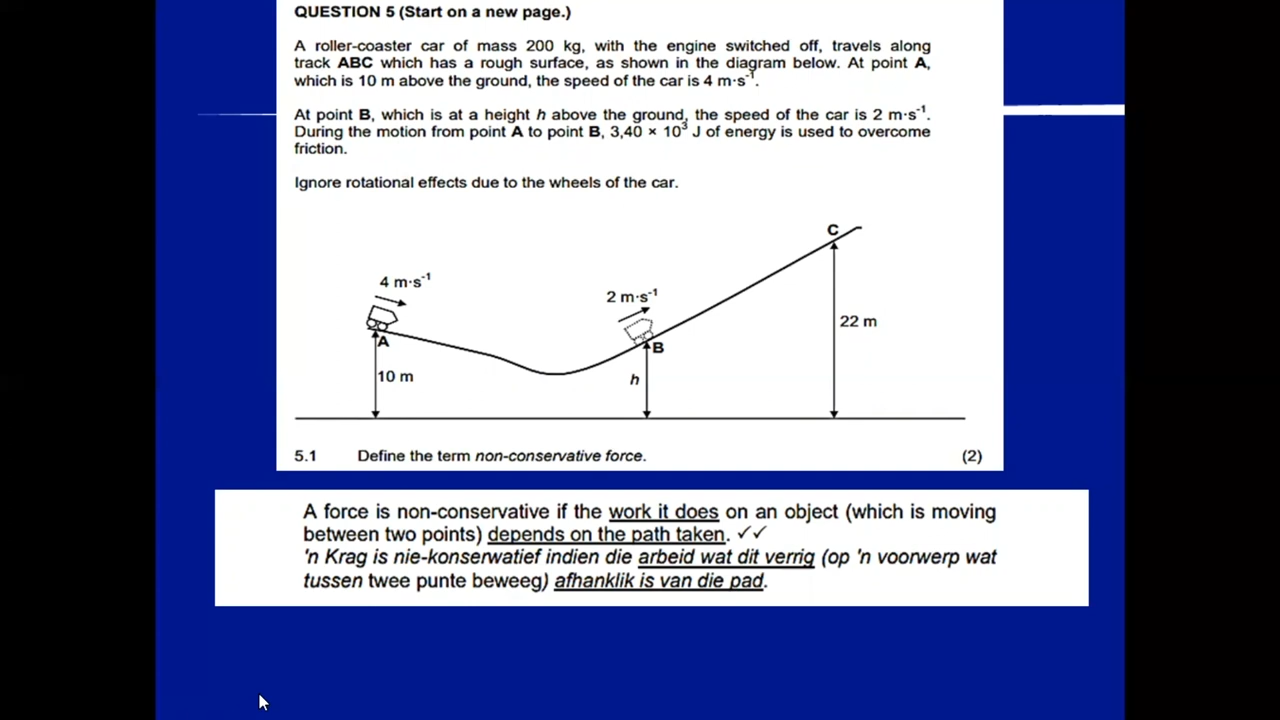 QUESTION 5 (Start on a new page.)
A roller-coaster car of mass 200 kg, with the engine switched off, travels along
track ABC which has a rough surface, as shown in the diagram below. At point A,
which is 10 m above the ground, the speed of the car is 4 m·s⁻¹.
At point B, which is at a height h above the ground, the speed of the car is 2 m·s⁻¹.
During the motion from point A to point B, 3,40 × 10³ J of energy is used to overcome
friction.
Ignore rotational effects due to the wheels of the car.
C
4 m·s⁻¹
2 m·s⁻¹
22 m
A
B
10 m
h
5.1 Define the term non-conservative force. (2)
A force is non-conservative if the work it does on an object (which is moving
between two points) depends on the path taken. ✓✓
'n Krag is nie-konserwatief indien die arbeid wat dit verrig (op 'n voorwerp wat
tussen twee punte beweeg) afhanklik is van die pad.